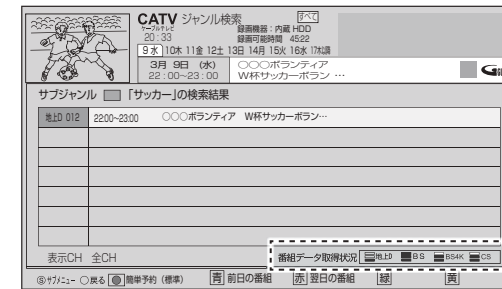 CATV ジャンル検索 すべて
ケーブルテレビ
録画機器：内蔵 HDD
20：33 録画可能時間 45:22
9水 10木 11金 12土 13日 14月 15火 16水 17木
3月 9日 (水) ○○○ボランティア
22：00~23：00 W杯サッカーボラン …
サブジャンル 「サッカー」の検索結果
地上D 012 22:00~23:00 ○○○ボランティア W杯サッカーボラン…
表示CH 全CH
番組データ取得状況 地上D BS BS4K CS
Ⓢサブメニュー ○戻る 簡単予約（標準） 青 前日の番組 赤 翌日の番組 緑 黄